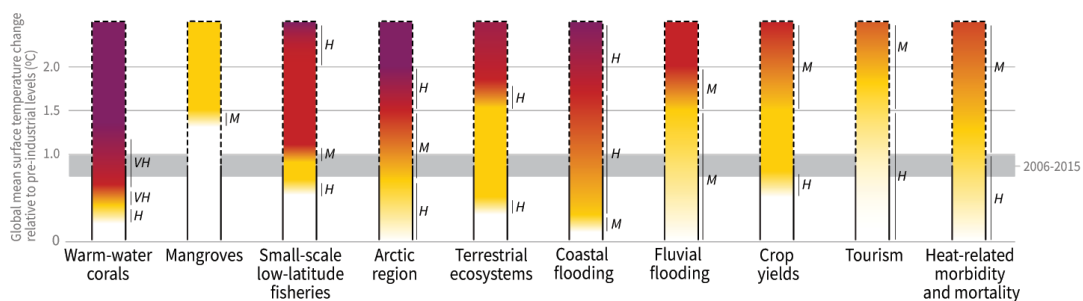 Global mean surface temperature change
relative to pre-industrial levels (ºC)
2.0
1.5
1.0
0
2006-2015
VH
VH
H
M
H
M
H
H
M
H
H
H
H
H
M
M
M
M
H
M
H
M
H
Warm-water
corals
Mangroves
Small-scale
low-latitude
fisheries
Arctic
region
Terrestrial
ecosystems
Coastal
flooding
Fluvial
flooding
Crop
yields
Tourism
Heat-related
morbidity
and mortality